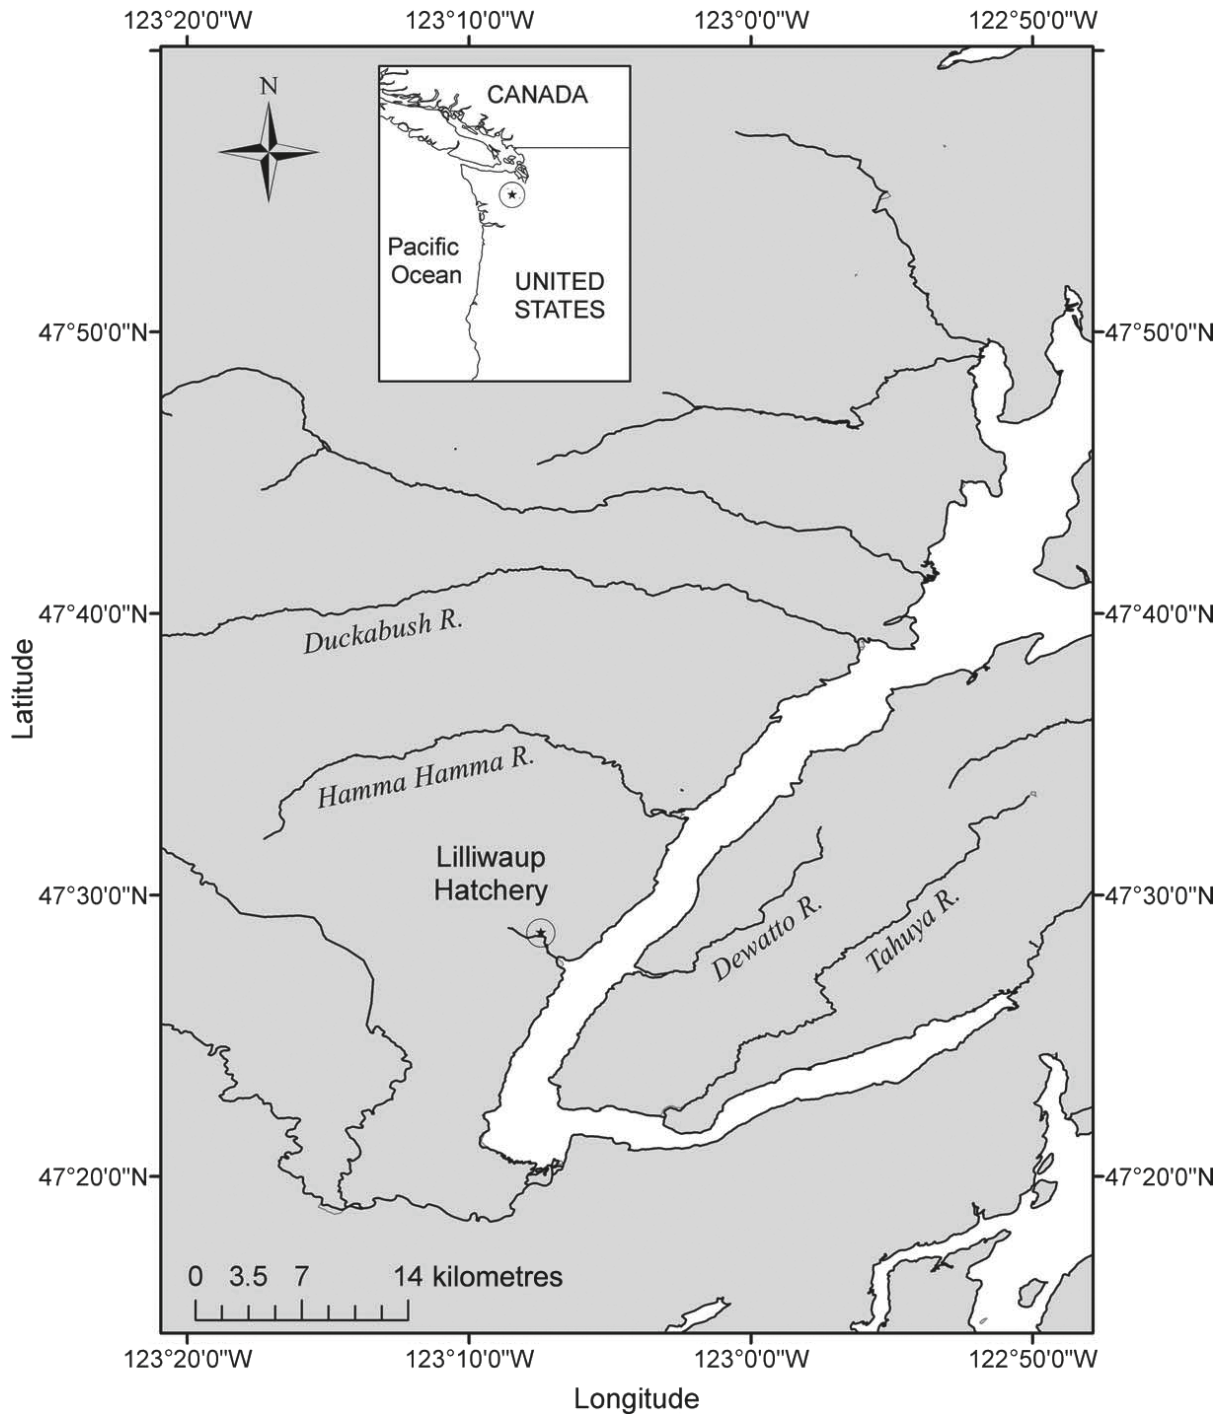 123°20'0"W 123°10'0"W 123°0'0"W 122°50'0"W
N
CANADA
Pacific
Ocean
UNITED
STATES
47°50'0"N 47°50'0"N
47°40'0"N 47°40'0"N
Duckabush R.
Latitude
Hamma Hamma R.
Lilliwaup
Hatchery
47°30'0"N 47°30'0"N
Dewatto R.
Tahuya R.
47°20'0"N 47°20'0"N
0 3.5 7 14 kilometres
123°20'0"W 123°10'0"W 123°0'0"W 122°50'0"W
Longitude